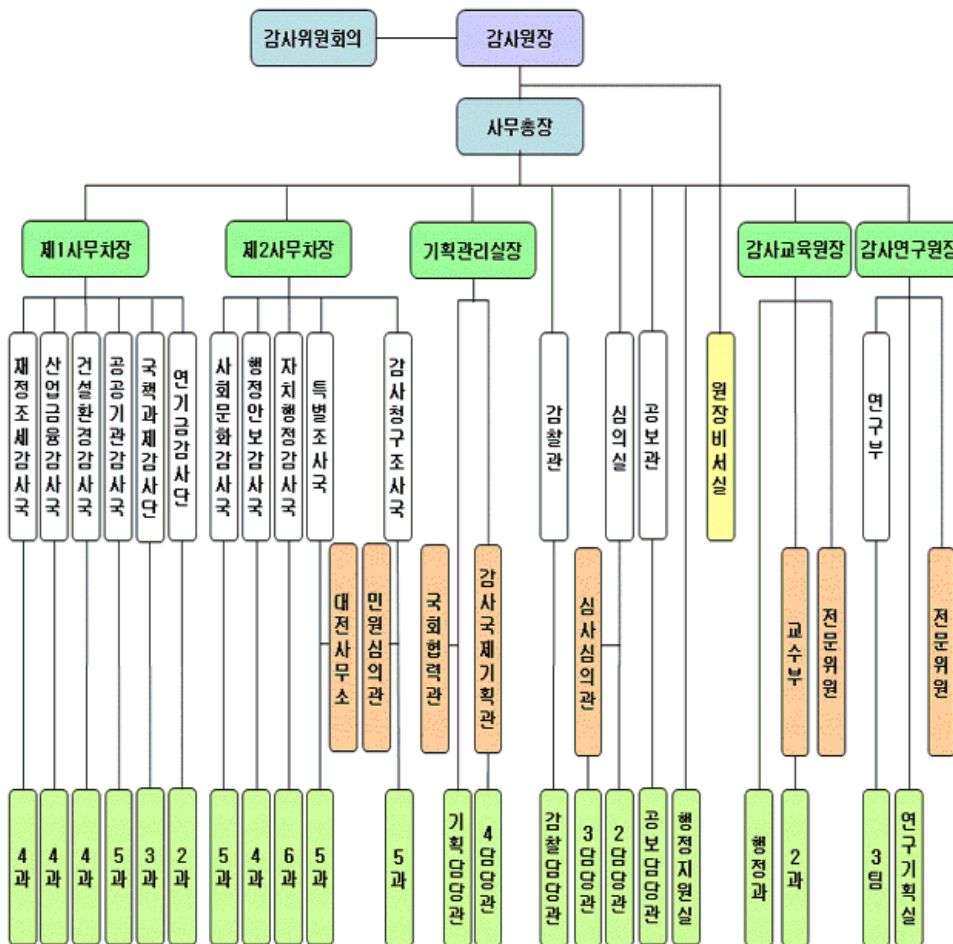 감사위원회의
감사원장
사무총장
제1사무차장
제2사무차장
기획관리실장
감사교육원장
감사연구원장
재정조세감사국
산업금융감사국
건설환경감사국
공공기관감사국
국책과제감사단
연기금감사단
사회문화감사국
행정안보감사국
자치행정감사국
특별조사국
감사청구조사국
감찰관
심의실
공보관
원장비서실
연구부
대전사무소
민원심의관
국회협력관
감사국제기획관
심사심의관
교수부
전문위원
전문위원
4과
4과
4과
5과
3과
2과
5과
4과
6과
5과
5과
기획담당관
4담당관
감찰담당관
3담당관
2담당관
공보담당관
행정지원실
행정과
2과
3팀
연구기획실